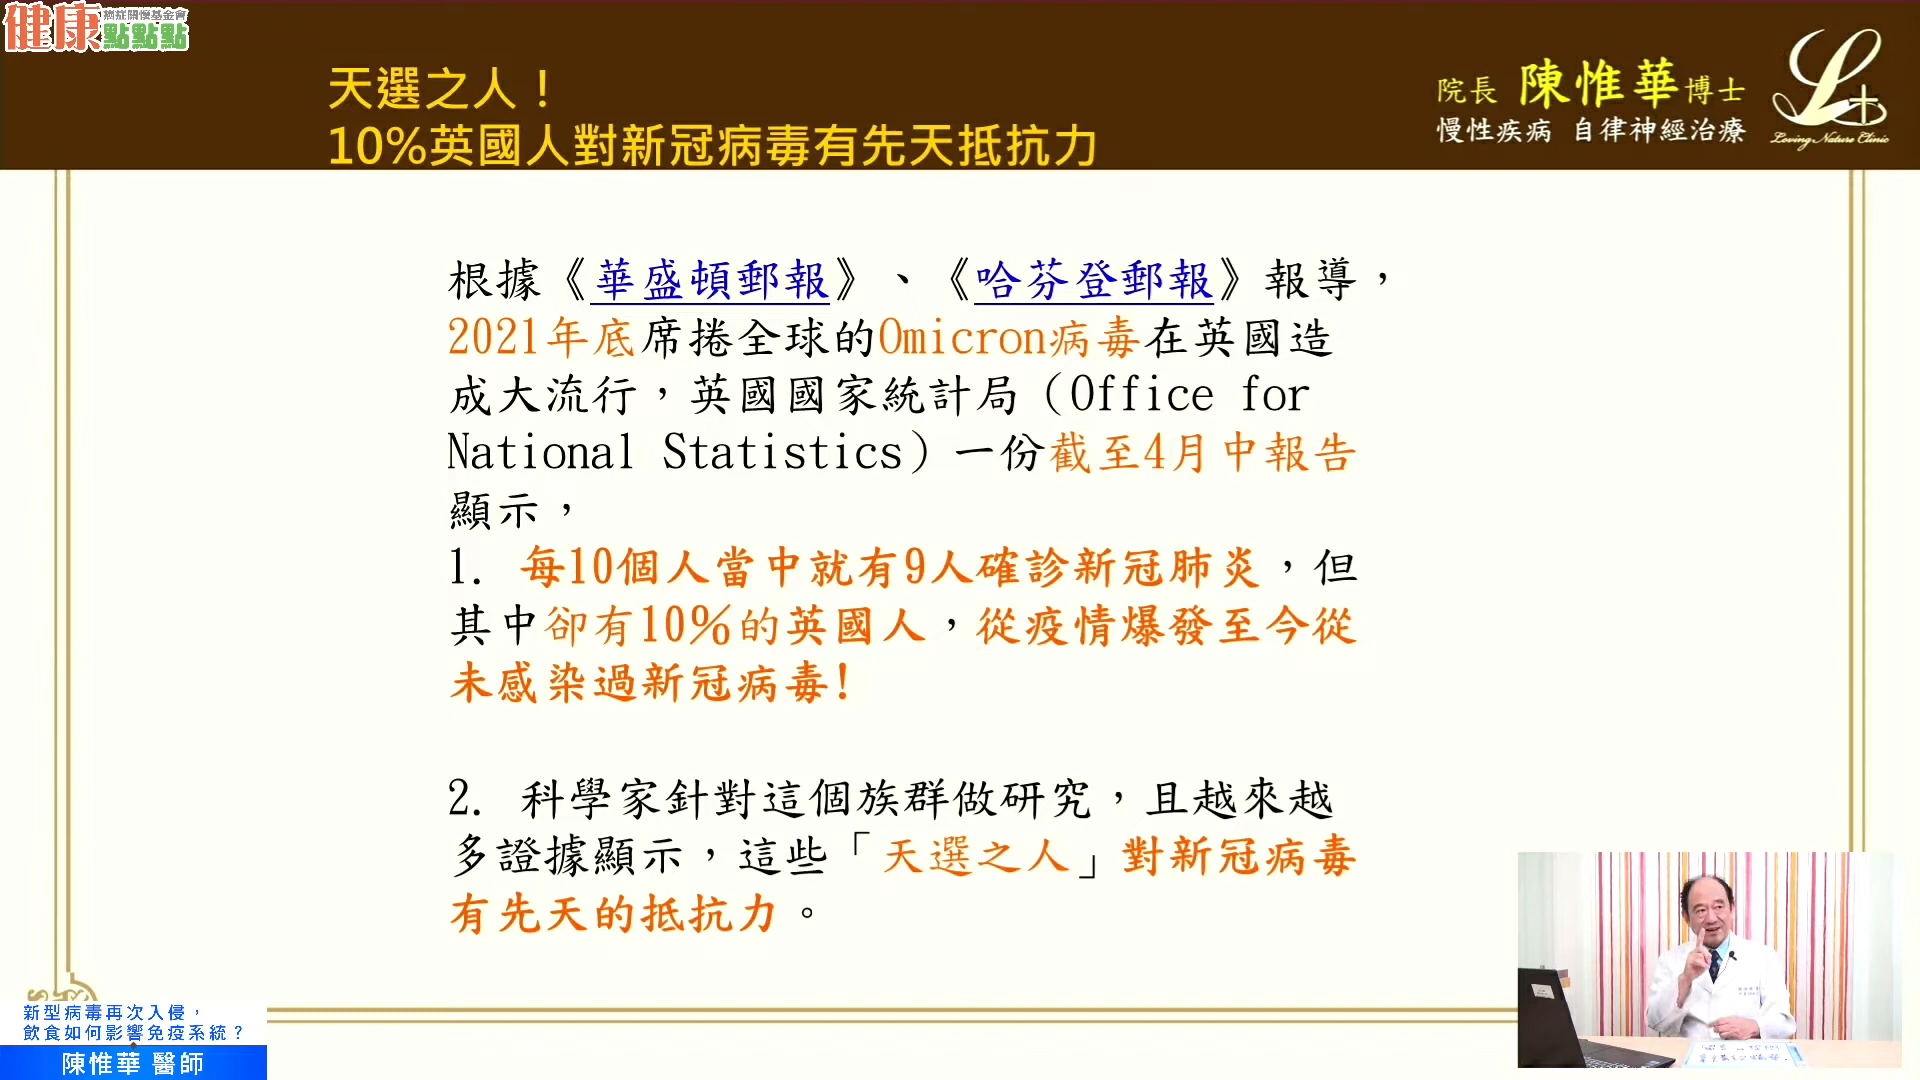 健康點點點
癌症關懷基金會
天選之人！
10%英國人對新冠病毒有先天抵抗力
院長 陳惟華博士
慢性疾病 自律神經治療
Loving Nature Clinic
根據《華盛頓郵報》、《哈芬登郵報》報導，
2021年底席捲全球的Omicron病毒在英國造
成大流行，英國國家統計局（Office for
National Statistics）一份截至4月中報告
顯示，
1. 每10個人當中就有9人確診新冠肺炎，但
其中卻有10%的英國人，從疫情爆發至今從
未感染過新冠病毒!
2. 科學家針對這個族群做研究，且越來越
多證據顯示，這些「天選之人」對新冠病毒
有先天的抵抗力。
新型病毒再次入侵，
飲食如何影響免疫系統？
陳惟華 醫師